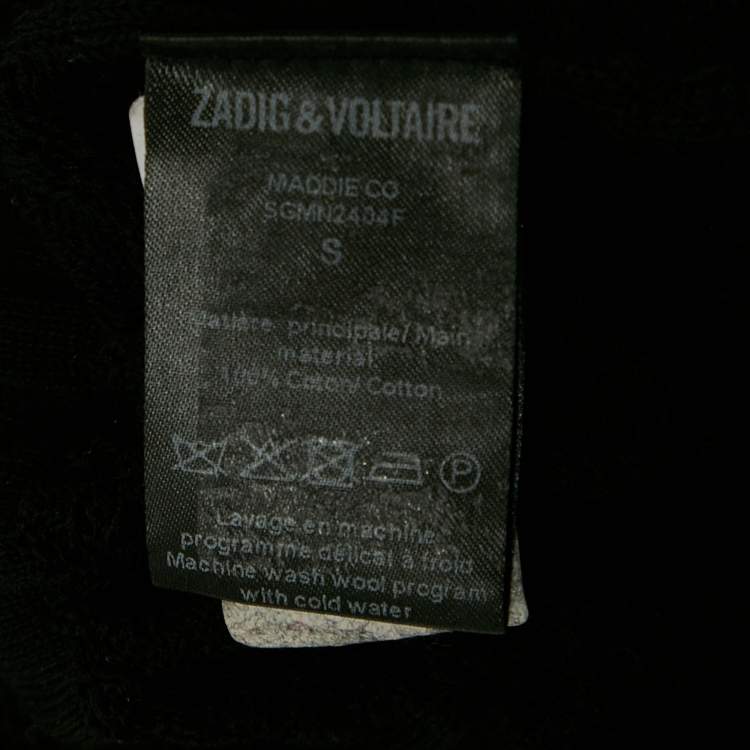 ZADIG & VOLTAIRE
MADDIE CO
SGMN2404F
S
Matière principale/ Main
material
100% Coton/ Cotton
P
Lavage en machine
programme délicat à froid
Machine wash wool program
with cold water